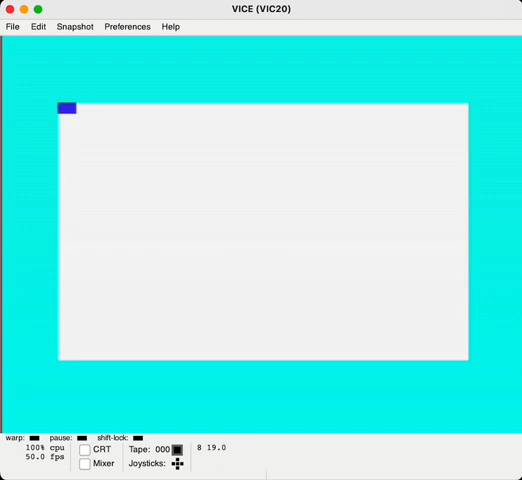 VICE (VIC20)
File Edit Snapshot Preferences Help
warp: pause: shift-lock:
100% cpu CRT Tape: 000 8 19.0
50.0 fps Mixer Joysticks: